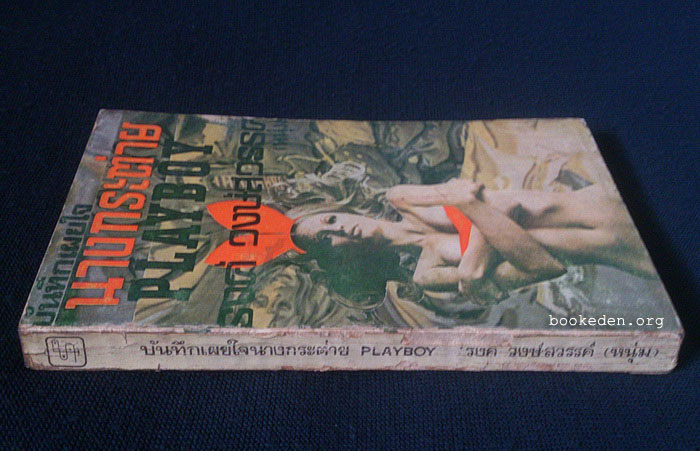 บันทึกเผยใจ
นางกระต่าย
PLAYBOY
รงค์ วงษ์สวรรค์
bookeden.org
บันทึกเผยใจนางกระต่าย PLAYBOY รงค์ วงษ์สวรรค์ (หนุ่ม)